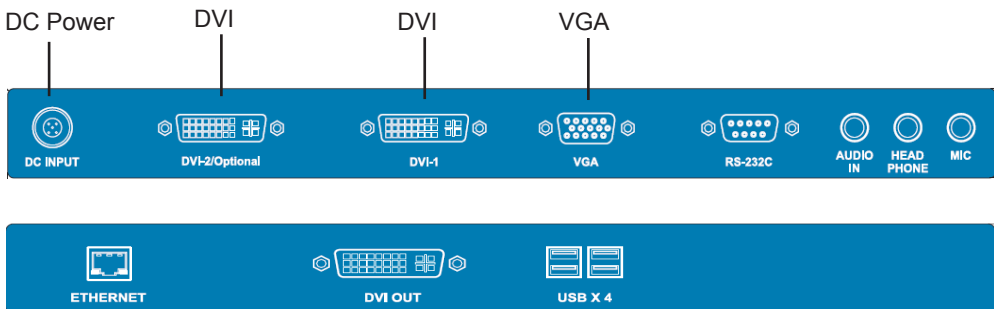 DC Power DVI DVI VGA
DC INPUT DVI-2/Optional DVI-1 VGA RS-232C AUDIO IN HEAD PHONE MIC
ETHERNET DVI OUT USB X 4